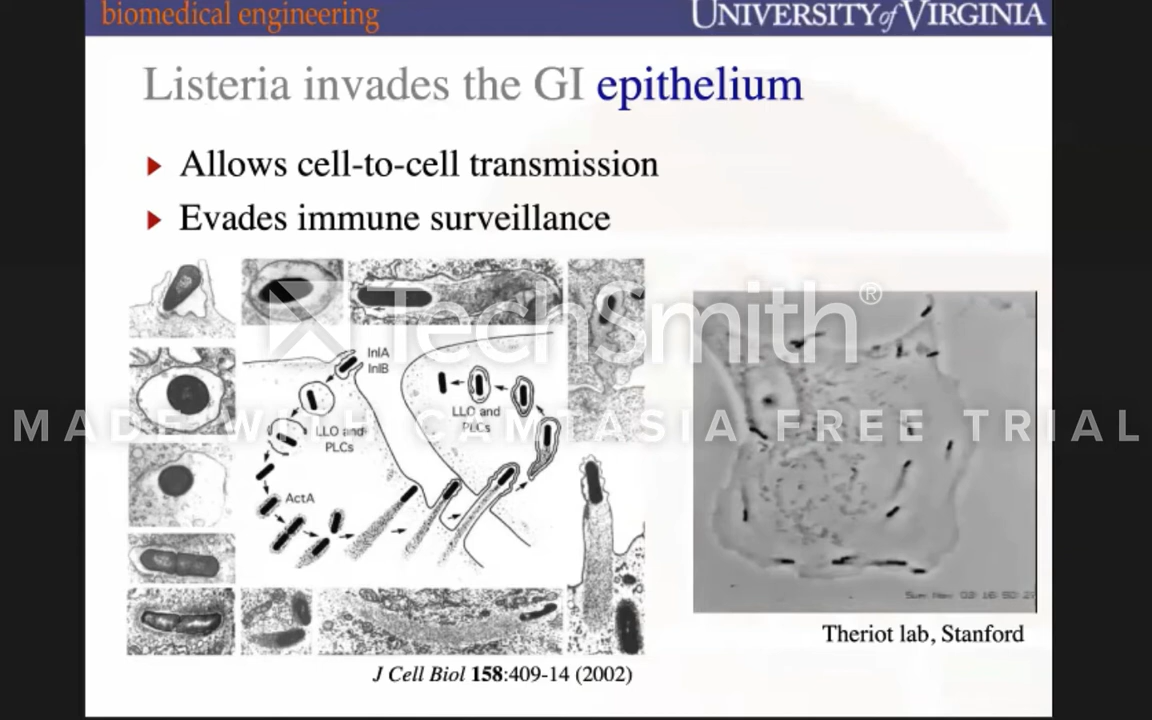 biomedical engineering
UNIVERSITY of VIRGINIA
Listeria invades the GI epithelium
Allows cell-to-cell transmission
Evades immune surveillance
TechSmith®
InlA
InlB
LLO and
PLCs
LLO and
PLCs
ActA
MADE WITH CAMTASIA FREE TRIAL
Theriot lab, Stanford
J Cell Biol 158:409-14 (2002)